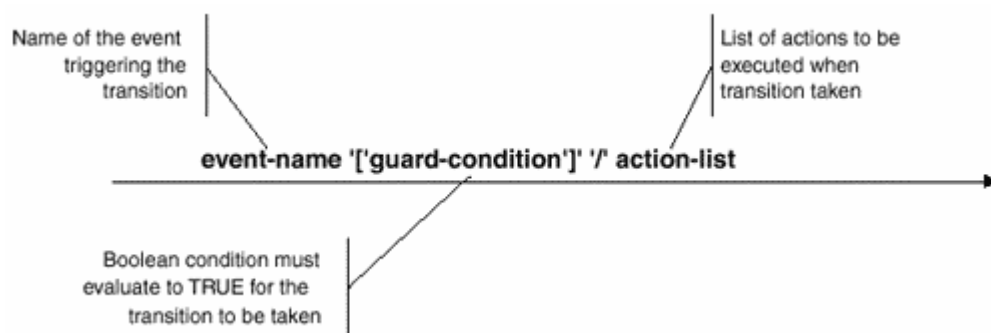 Name of the event
triggering the
transition
List of actions to be
executed when
transition taken
event-name '['guard-condition']' '/' action-list
Boolean condition must
evaluate to TRUE for the
transition to be taken